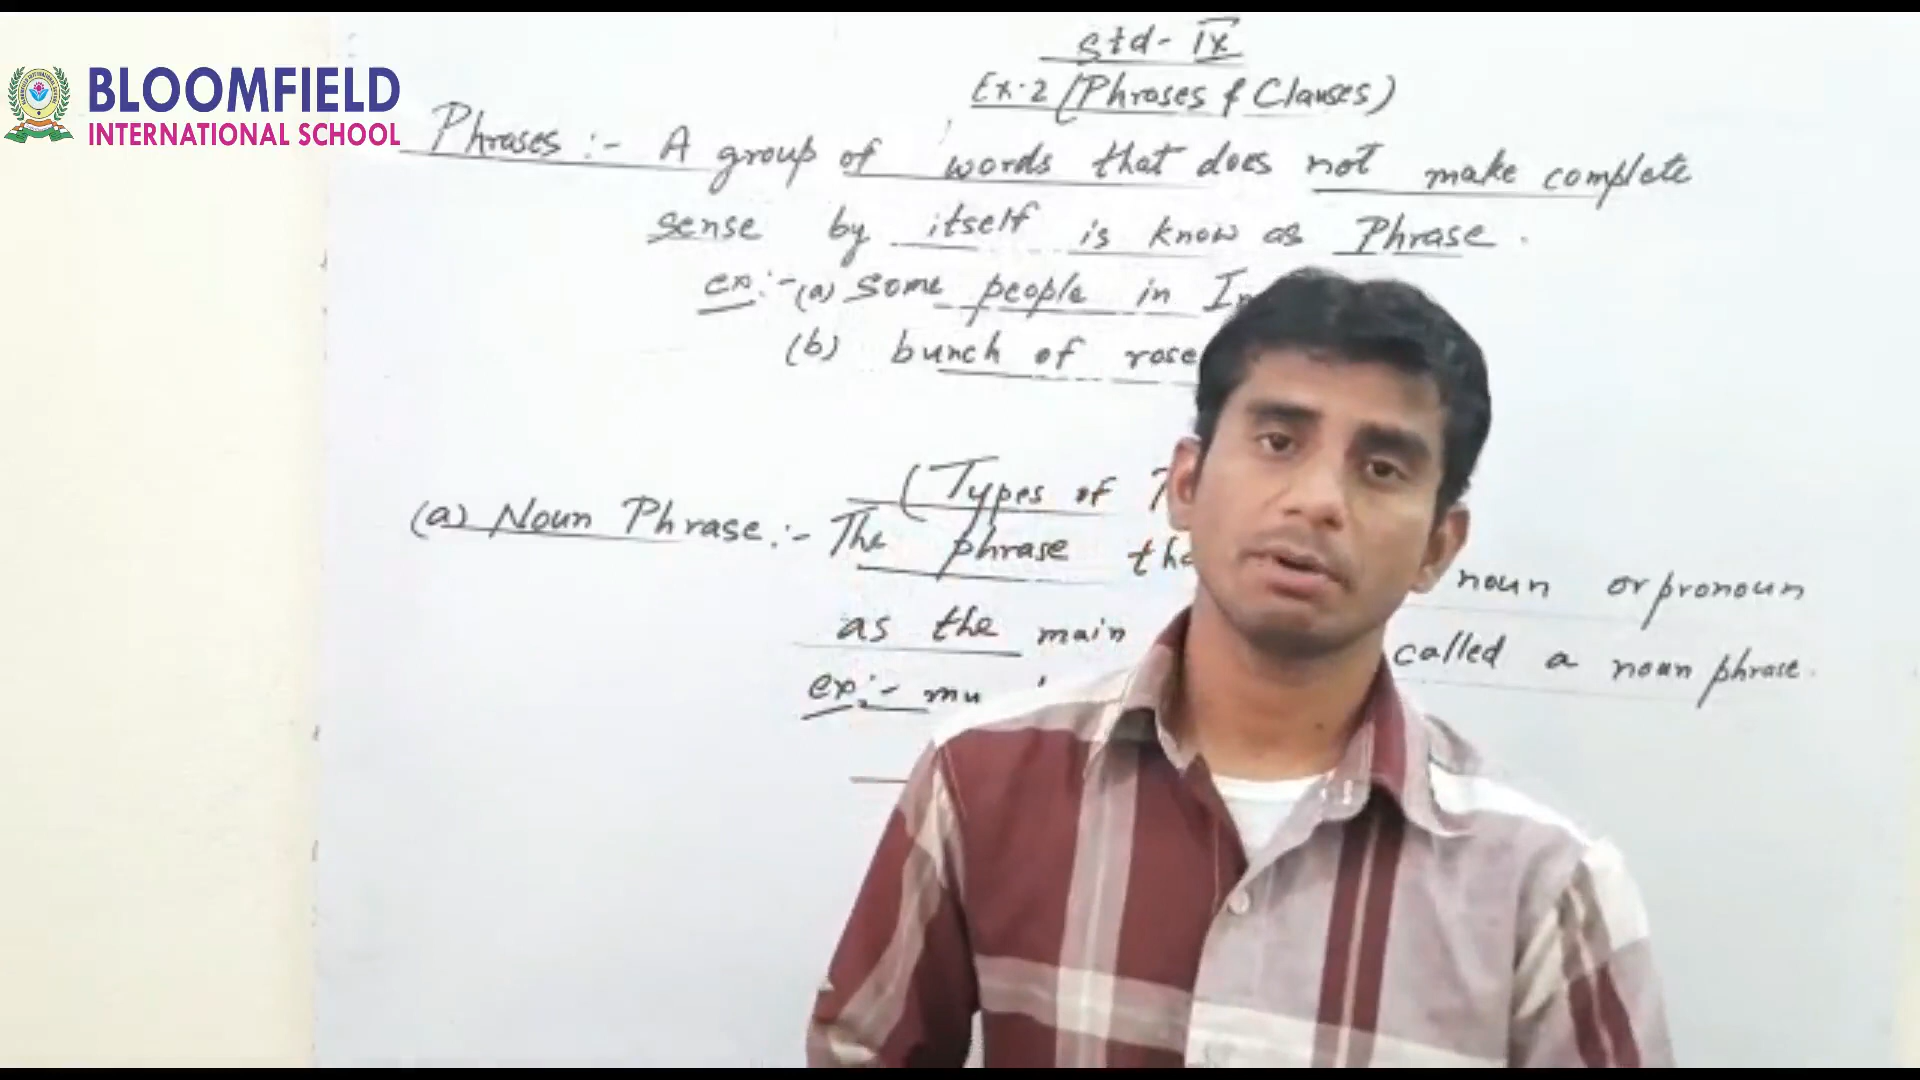 BLOOMFIELD
INTERNATIONAL SCHOOL
Std - IX
Ex.2 (Phrases & Clauses)
Phrases :- A group of words that does not make complete
sense by itself is know as Phrase.
ex:- (a) some people in
(b) bunch of rose
(Types of
(a) Noun Phrase :- The phrase noun or pronoun
as the main called a noun phrase.
ex:-